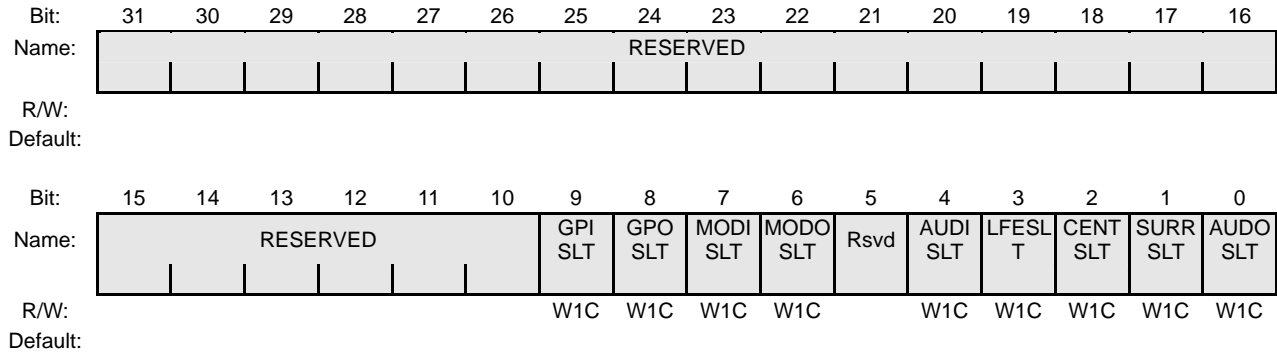 Bit: 31 30 29 28 27 26 25 24 23 22 21 20 19 18 17 16
Name: RESERVED
R/W:
Default:
Bit: 15 14 13 12 11 10 9 8 7 6 5 4 3 2 1 0
Name: RESERVED GPI SLT GPO SLT MODI SLT MODO SLT Rsvd AUDI SLT LFESL T CENT SLT SURR SLT AUDO SLT
R/W: W1C W1C W1C W1C W1C W1C W1C W1C W1C
Default: